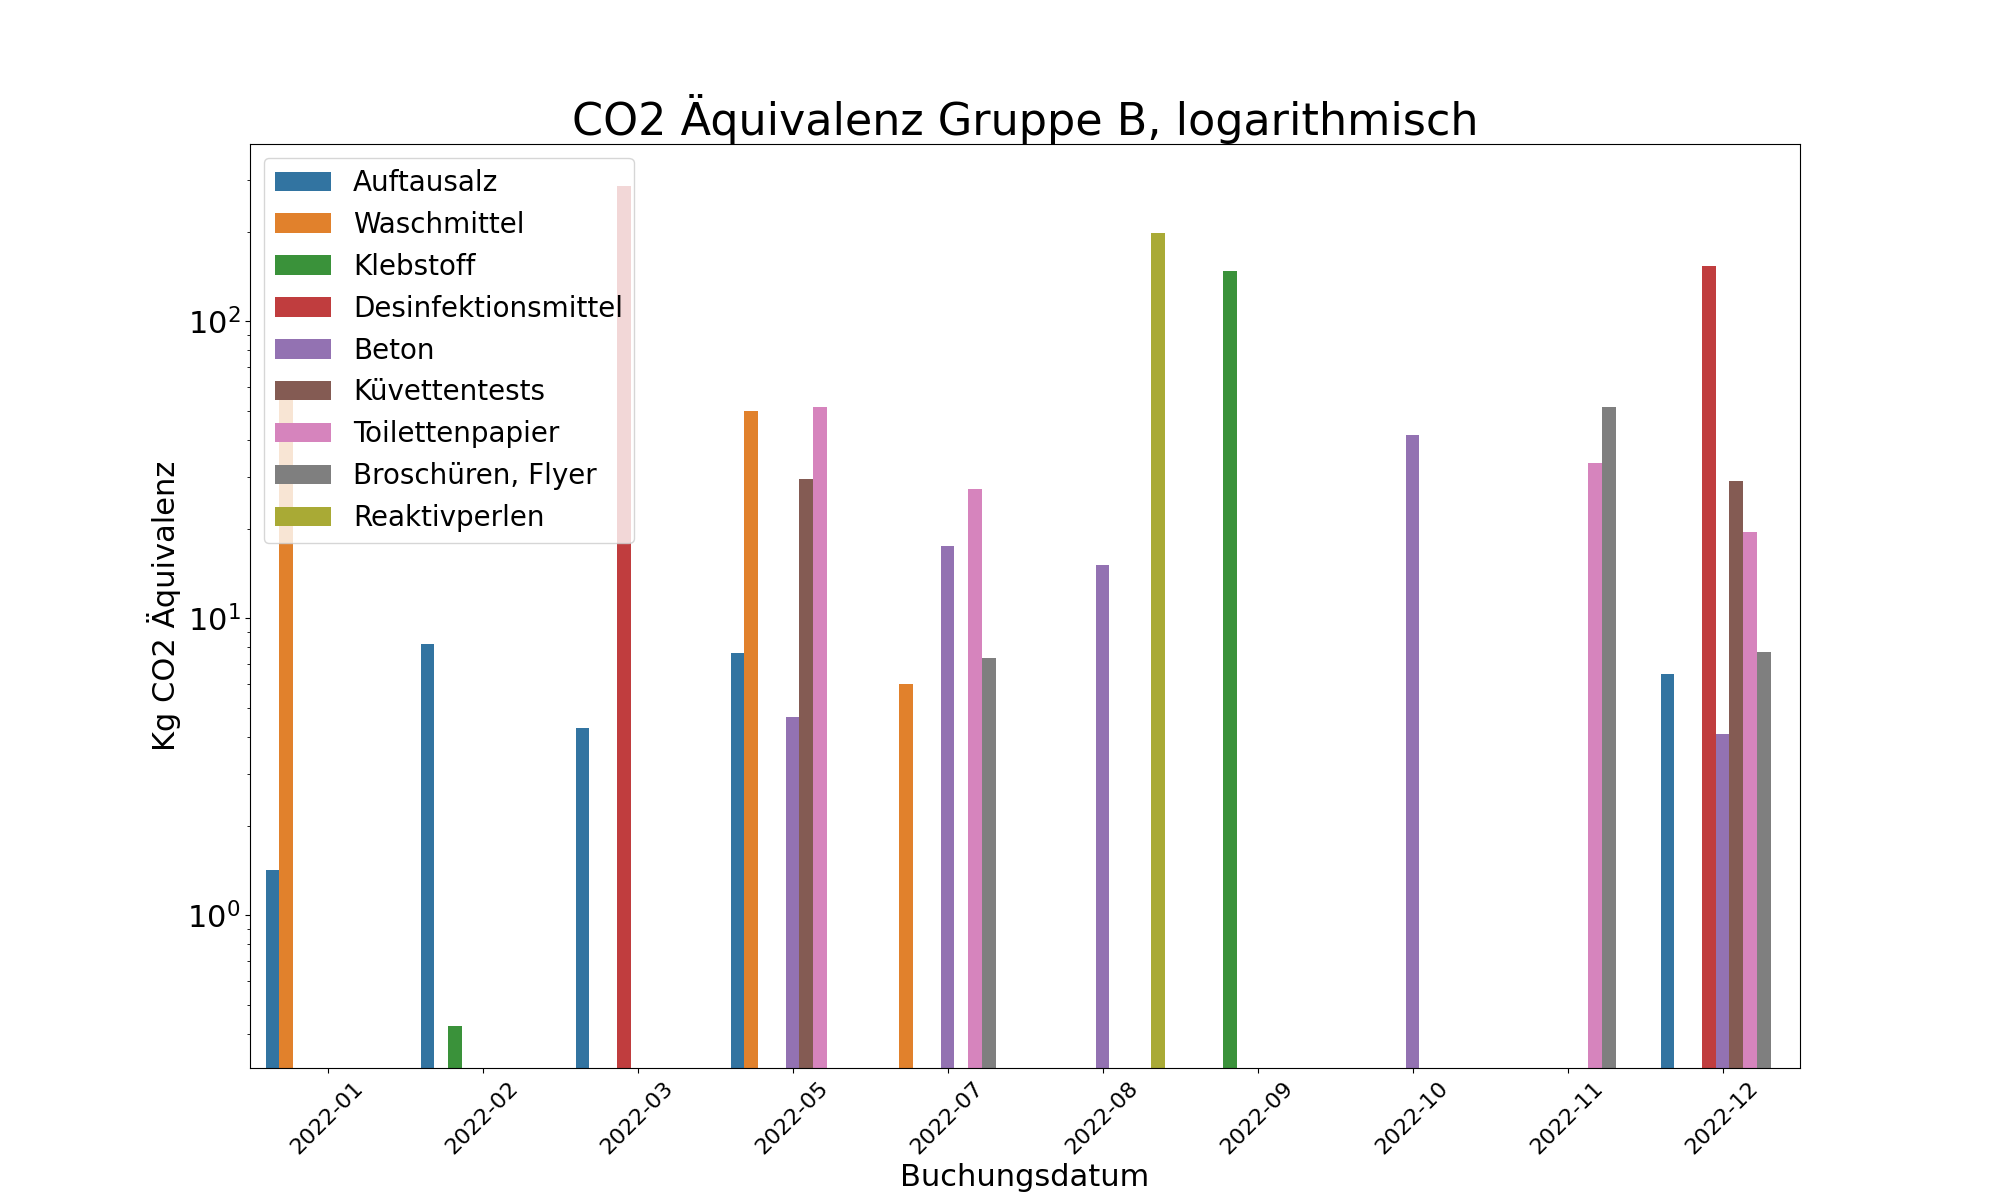 CO2 Äquivalenz Gruppe B, logarithmisch
Auftausalz
Waschmittel
Klebstoff
Desinfektionsmittel
Beton
Küvettentests
Toilettenpapier
Broschüren, Flyer
Reaktivperlen
Kg CO2 Äquivalenz
10²
10¹
10⁰
2022-01
2022-02
2022-03
2022-05
2022-07
2022-08
2022-09
2022-10
2022-11
2022-12
Buchungsdatum